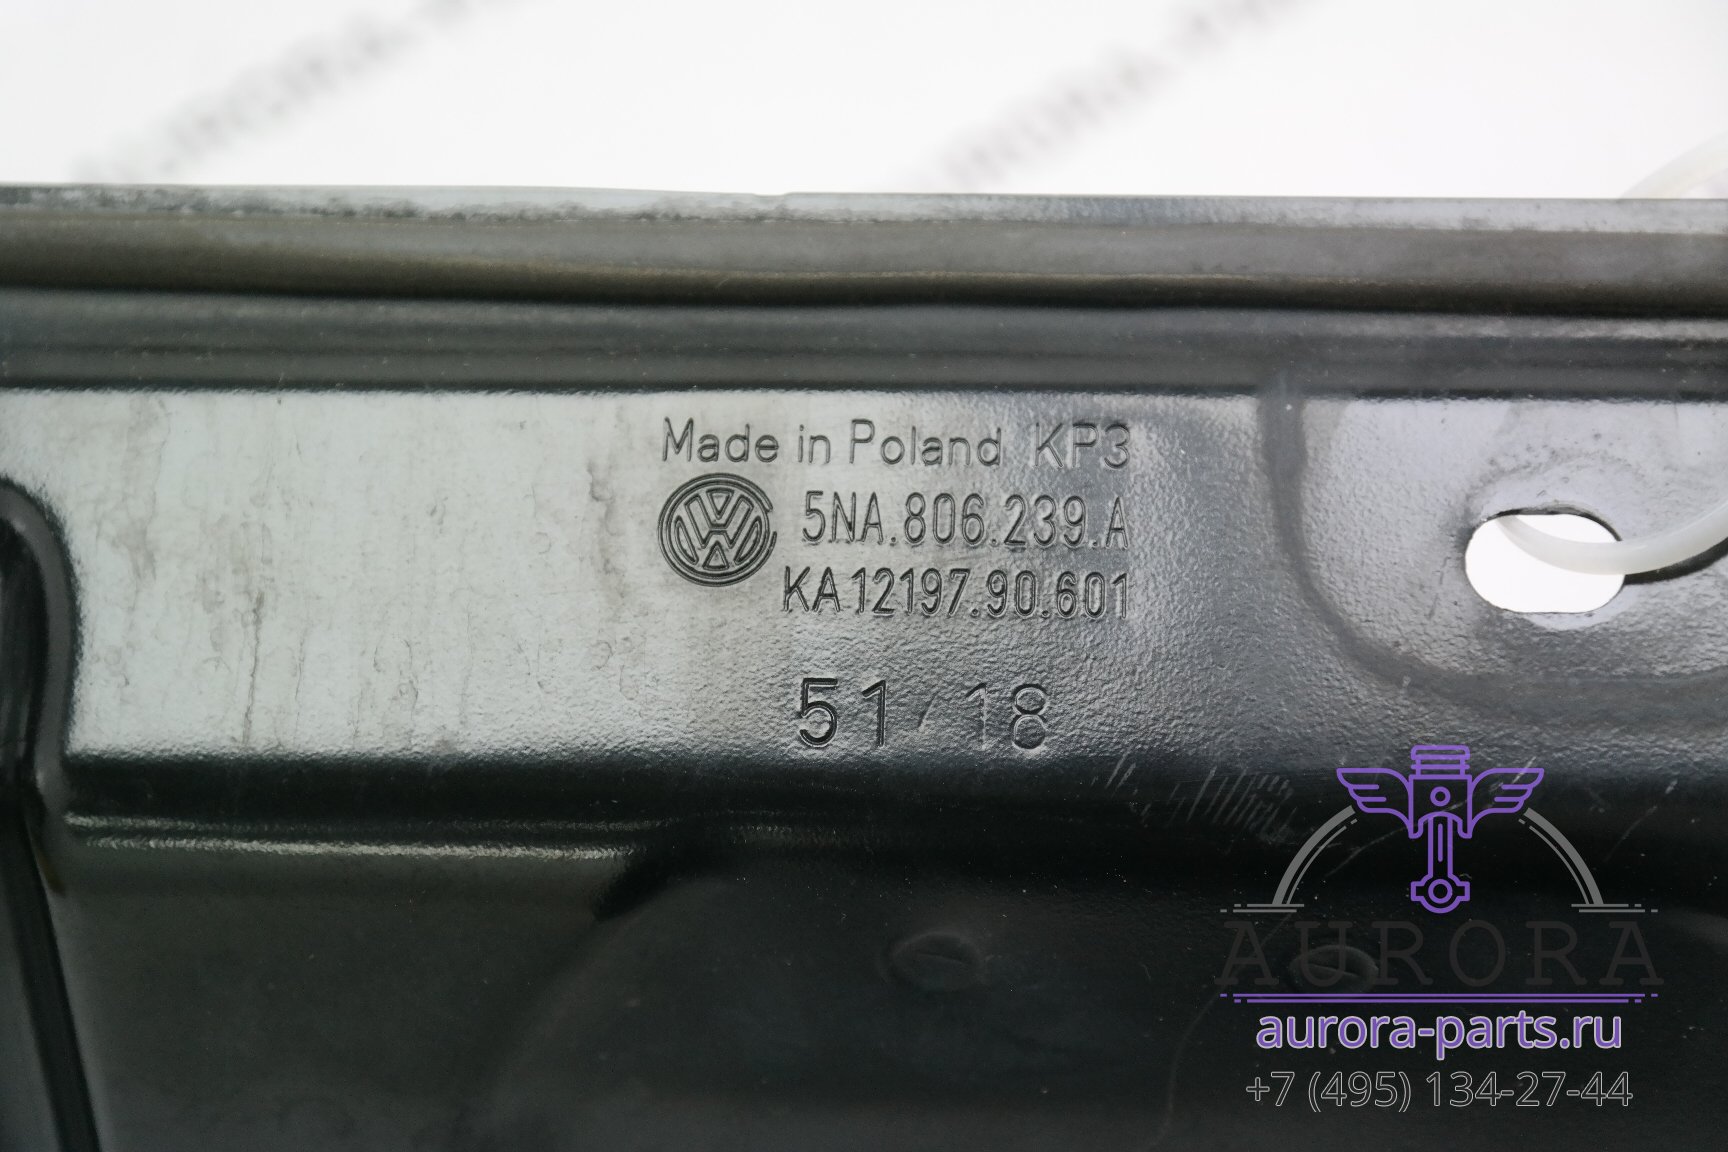 Made in Poland KP3
5NA.806.239.A
KA12197.90.601
51/18
AURORA
aurora-parts.ru
+7 (495) 134-27-44